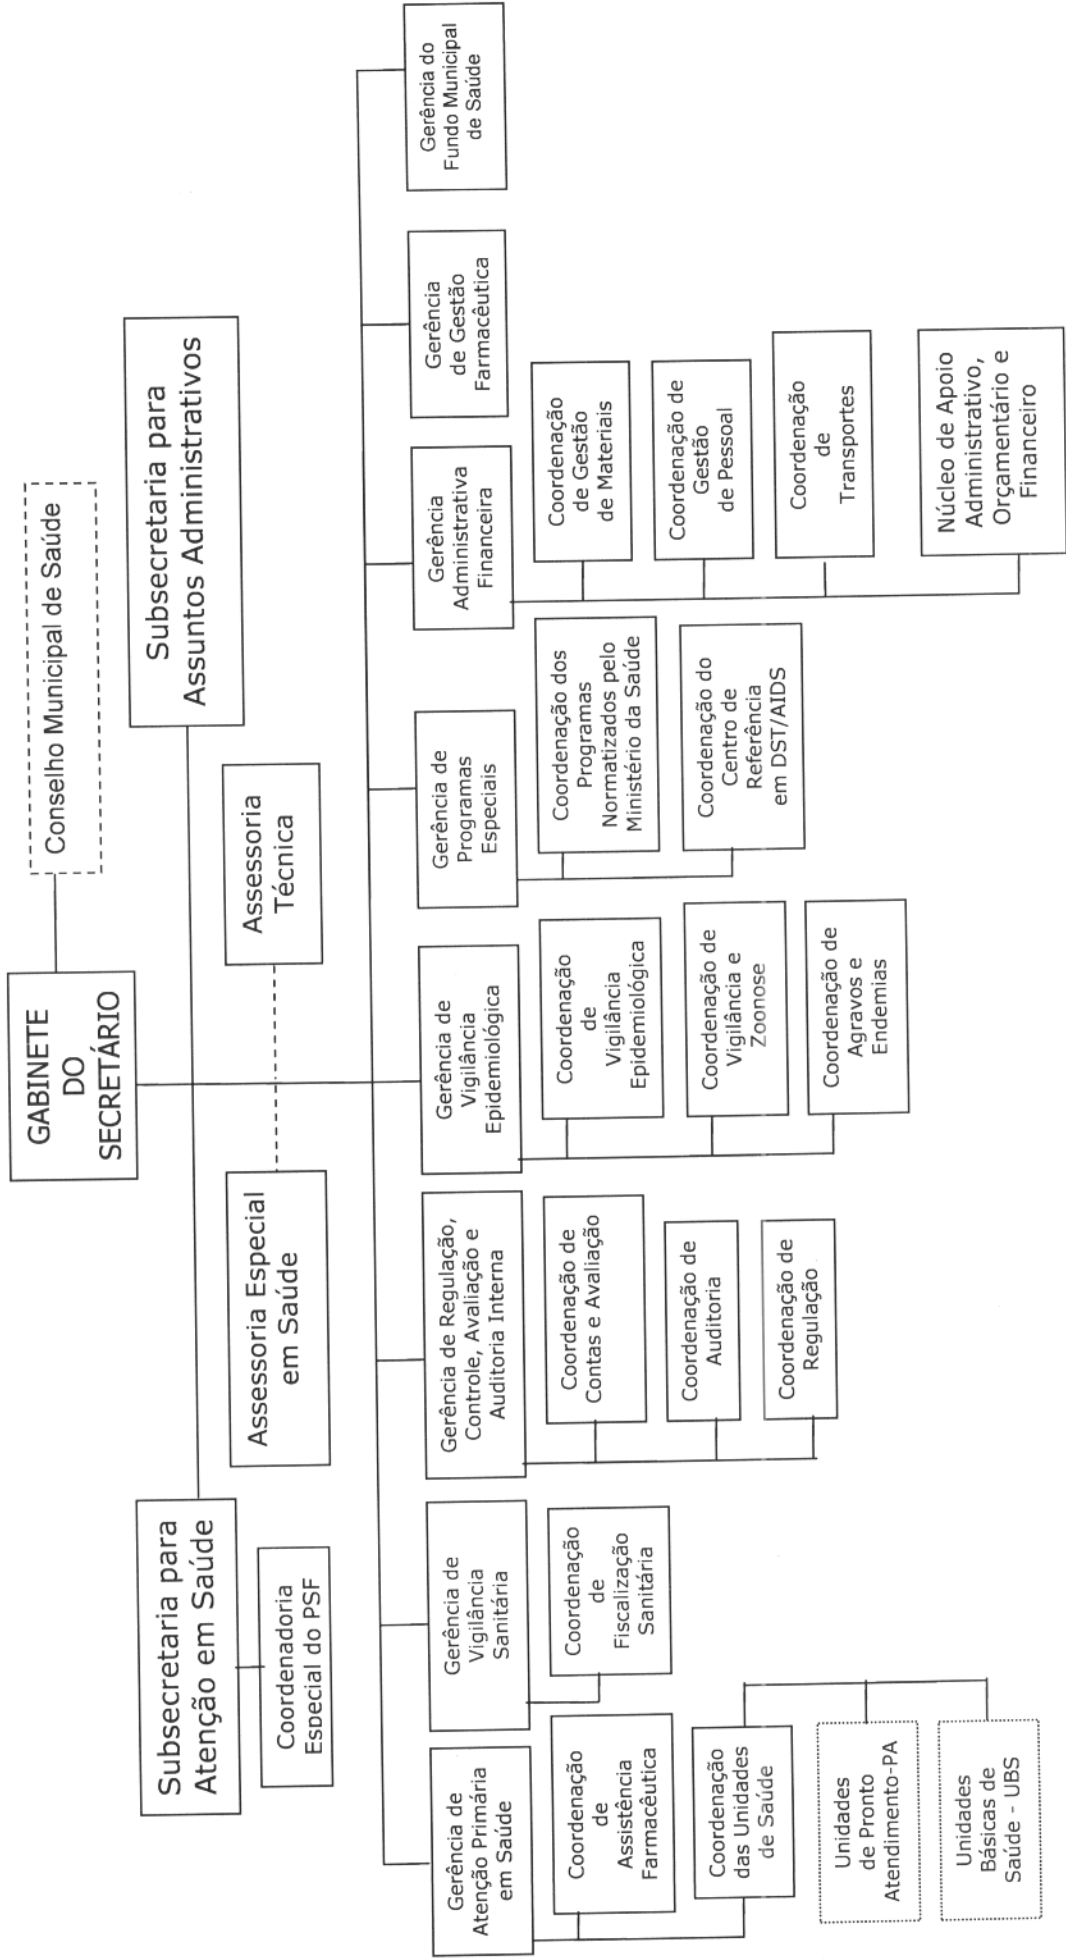 GABINETE
DO
SECRETÁRIO
Conselho Municipal de Saúde
Subsecretaria para
Atenção em Saúde
Subsecretaria para
Assuntos Administrativos
Coordenadoria
Especial do PSF
Assessoria Especial
em Saúde
Assessoria
Técnica
Gerência de
Atenção Primária
em Saúde
Gerência de
Vigilância
Sanitária
Gerência de Regulação,
Controle, Avaliação e
Auditoria Interna
Gerência de
Vigilância
Epidemiológica
Gerência de
Programas
Especiais
Gerência
Administrativa
Financeira
Gerência
de Gestão
Farmacêutica
Gerência do
Fundo Municipal
de Saúde
Coordenação
de
Assistência
Farmacêutica
Coordenação
das Unidades
de Saúde
Unidades
de Pronto
Atendimento-PA
Unidades
Básicas de
Saúde - UBS
Coordenação
de
Fiscalização
Sanitária
Coordenação de
Contas e Avaliação
Coordenação de
Auditoria
Coordenação de
Regulação
Coordenação
de
Vigilância
Epidemiológica
Coordenação de
Vigilância e
Zoonose
Coordenação de
Agravos e
Endemias
Coordenação dos
Programas
Normatizados pelo
Ministério da Saúde
Coordenação do
Centro de
Referência
em DST/AIDS
Coordenação
de Gestão
de Materiais
Coordenação de
Gestão
de Pessoal
Coordenação
de
Transportes
Núcleo de Apoio
Administrativo,
Orçamentário e
Financeiro